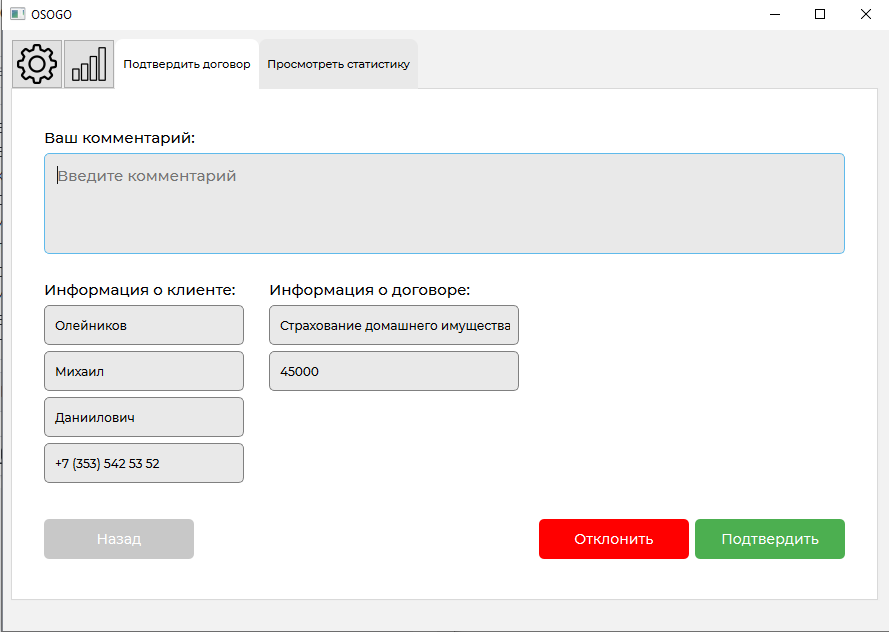 OSOGO
Подтвердить договор
Просмотреть статистику
Ваш комментарий:
Введите комментарий
Информация о клиенте:
Информация о договоре:
Олейников
Страхование домашнего имущества
Михаил
45000
Даниилович
+7 (353) 542 53 52
Назад
Отклонить
Подтвердить